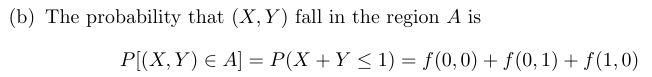 (b) The probability that (X, Y) fall in the region A is
P[(X, Y) ∈ A] = P(X + Y ≤ 1) = f(0, 0) + f(0, 1) + f(1, 0)